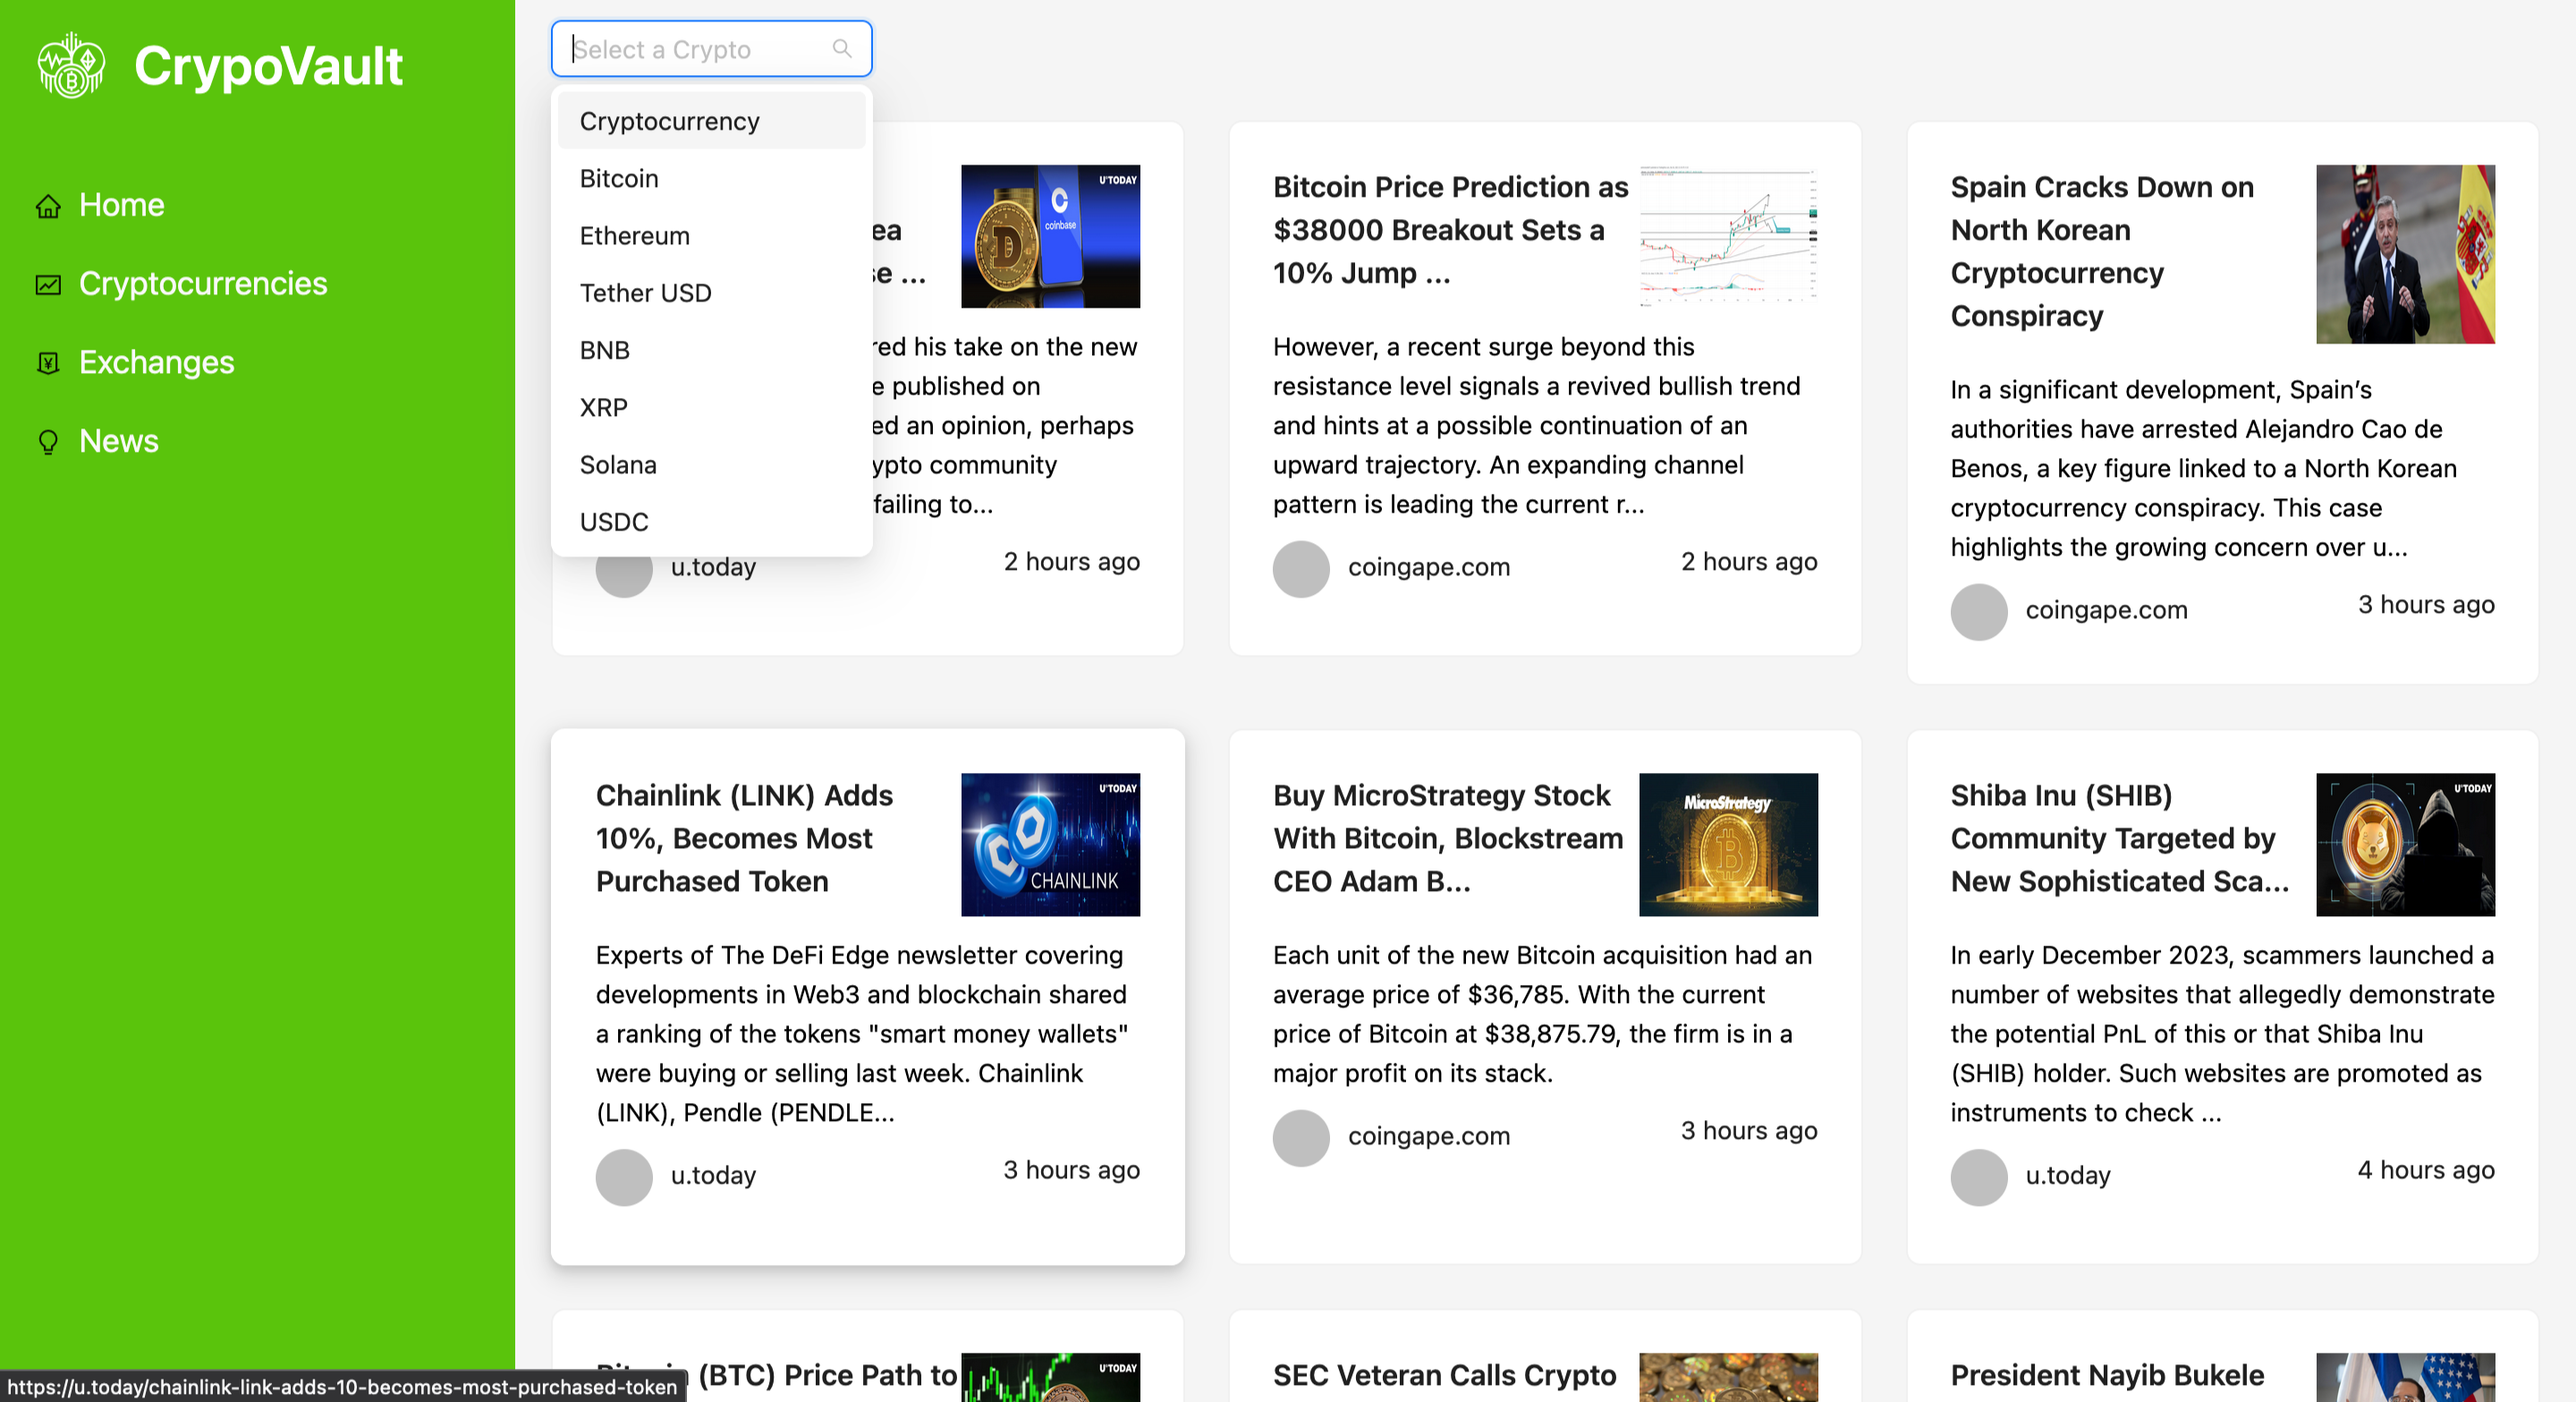 CrypoVault
Home
Cryptocurrencies
Exchanges
News
Select a Crypto
Cryptocurrency
Bitcoin
Ethereum
Tether USD
BNB
XRP
Solana
USDC
ea
se ...
U'TODAY
coinbase
red his take on the new
e published on
ed an opinion, perhaps
ypto community
failing to...
u.today
2 hours ago
Bitcoin Price Prediction as
$38000 Breakout Sets a
10% Jump ...
However, a recent surge beyond this
resistance level signals a revived bullish trend
and hints at a possible continuation of an
upward trajectory. An expanding channel
pattern is leading the current r...
coingape.com
2 hours ago
Spain Cracks Down on
North Korean
Cryptocurrency
Conspiracy
In a significant development, Spain’s
authorities have arrested Alejandro Cao de
Benos, a key figure linked to a North Korean
cryptocurrency conspiracy. This case
highlights the growing concern over u...
coingape.com
3 hours ago
Chainlink (LINK) Adds
10%, Becomes Most
Purchased Token
U'TODAY
CHAINLINK
Experts of The DeFi Edge newsletter covering
developments in Web3 and blockchain shared
a ranking of the tokens "smart money wallets"
were buying or selling last week. Chainlink
(LINK), Pendle (PENDLE...
u.today
3 hours ago
Buy MicroStrategy Stock
With Bitcoin, Blockstream
CEO Adam B...
MicroStrategy
Each unit of the new Bitcoin acquisition had an
average price of $36,785. With the current
price of Bitcoin at $38,875.79, the firm is in a
major profit on its stack.
coingape.com
3 hours ago
Shiba Inu (SHIB)
Community Targeted by
New Sophisticated Sca...
U'TODAY
In early December 2023, scammers launched a
number of websites that allegedly demonstrate
the potential PnL of this or that Shiba Inu
(SHIB) holder. Such websites are promoted as
instruments to check ...
u.today
4 hours ago
Bitcoin (BTC) Price Path to
U'TODAY
SEC Veteran Calls Crypto
President Nayib Bukele
https://u.today/chainlink-link-adds-10-becomes-most-purchased-token